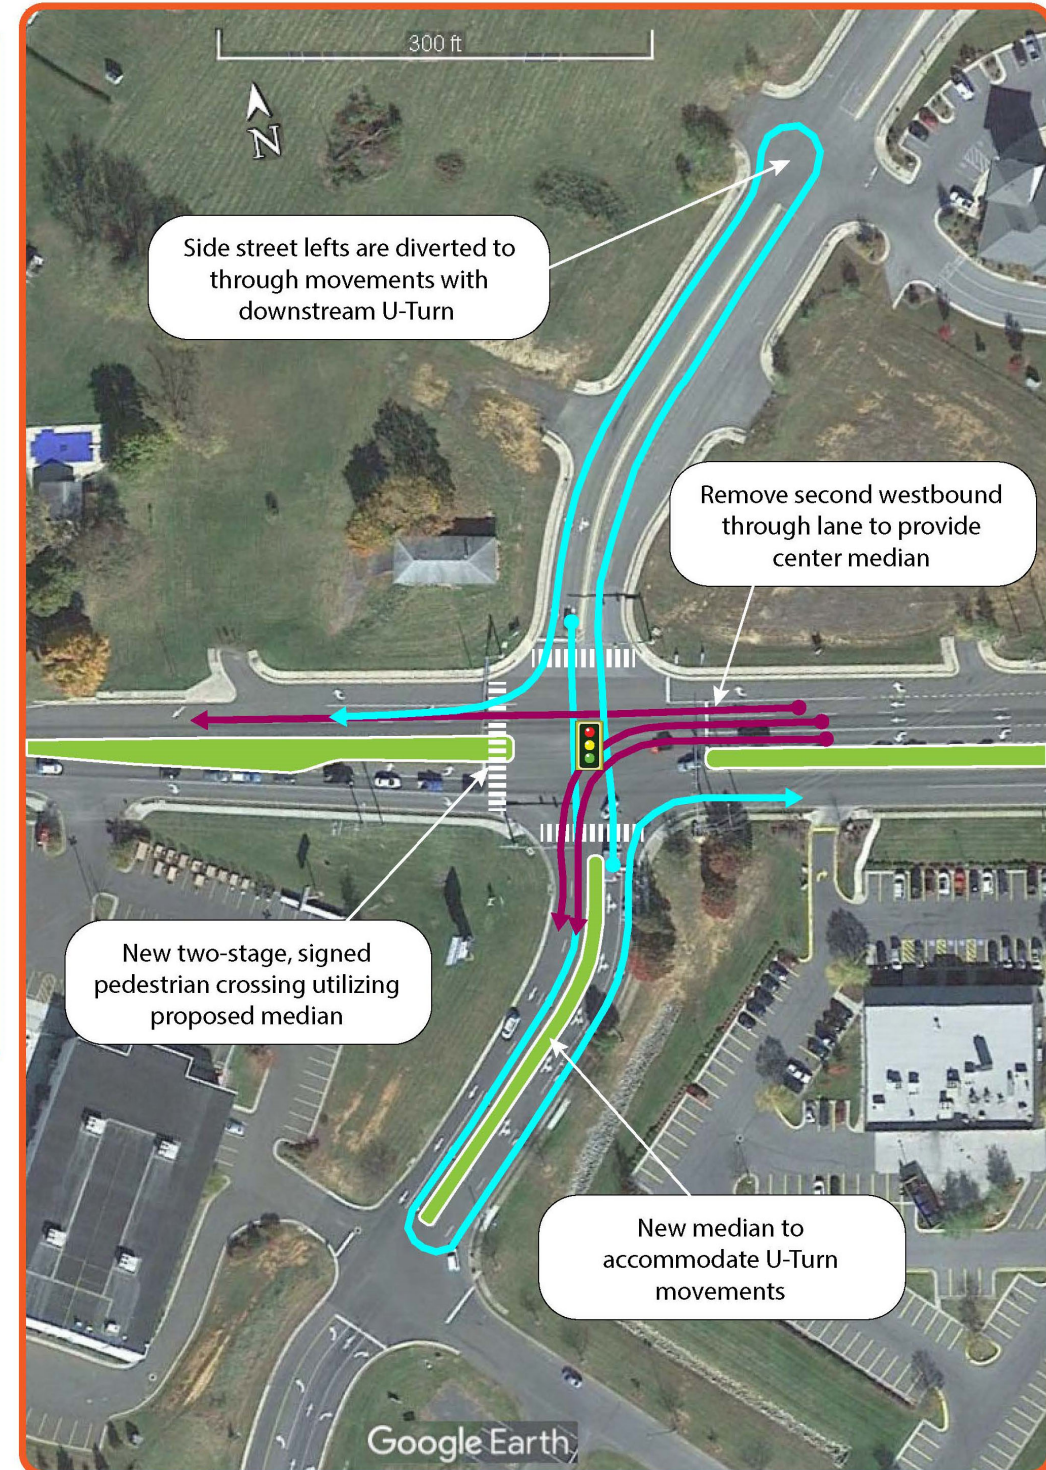 300 ft
N
Side street lefts are diverted to
through movements with
downstream U-Turn
Remove second westbound
through lane to provide
center median
New two-stage, signed
pedestrian crossing utilizing
proposed median
New median to
accommodate U-Turn
movements
Google Earth